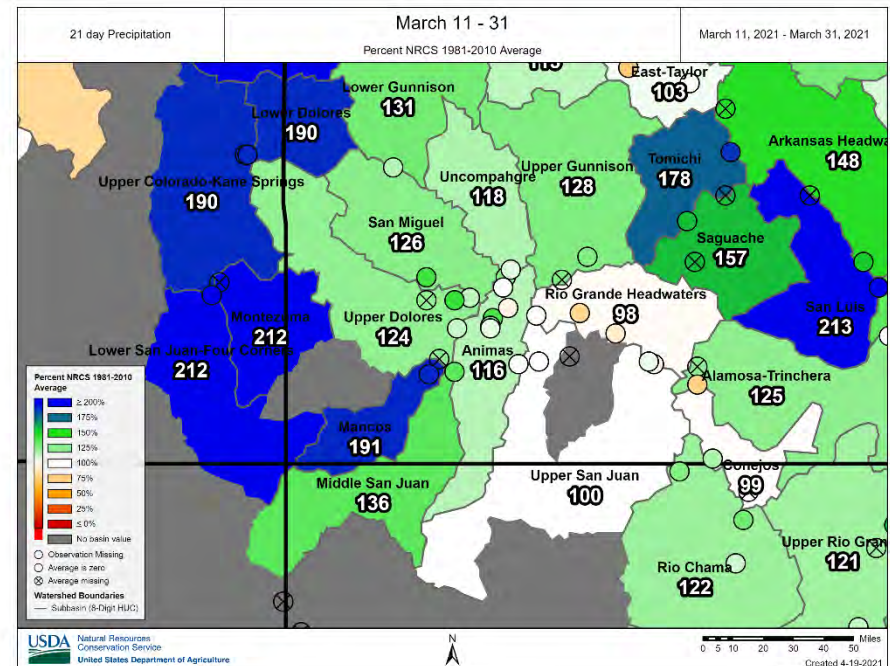 21 day Precipitation
March 11 - 31
Percent NRCS 1981-2010 Average
March 11, 2021 - March 31, 2021
East-Taylor
103
Lower Gunnison
131
Lower Dolores
190
Arkansas Headwa
148
Tomichi
178
Upper Gunnison
128
Uncompahgre
118
Upper Colorado-Kane Springs
190
San Miguel
126
Saguache
157
Rio Grande Headwaters
98
San Luis
213
Montezuma
212
Upper Dolores
124
Lower San Juan-Four Corners
212
Animas
116
Alamosa-Trinchera
125
Mancos
191
Conejos
99
Middle San Juan
136
Upper San Juan
100
Upper Rio Gran
121
Rio Chama
122
Percent NRCS 1981-2010
Average
≥ 200%
175%
150%
125%
100%
75%
50%
25%
≤ 0%
No basin value
Observation Missing
Average is zero
Average missing
Watershed Boundaries
Subbasin (8-Digit HUC)
USDA
Natural Resources
Conservation Service
United States Department of Agriculture
N
Miles
0 5 10 20 30 40 50
Created 4-19-2021